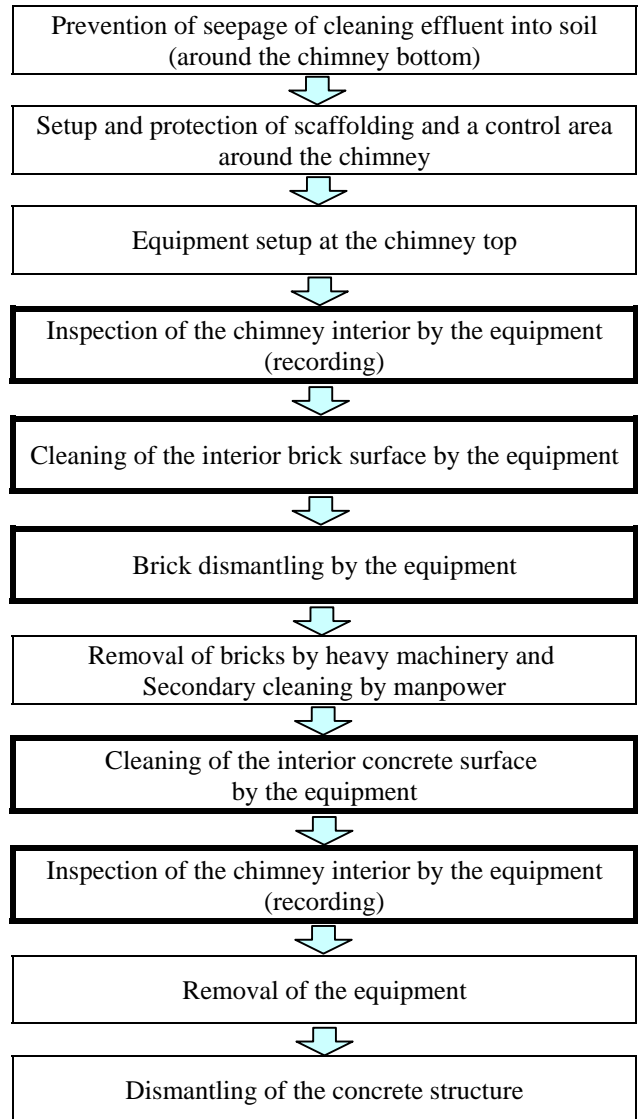 Prevention of seepage of cleaning effluent into soil
(around the chimney bottom)
Setup and protection of scaffolding and a control area
around the chimney
Equipment setup at the chimney top
Inspection of the chimney interior by the equipment
(recording)
Cleaning of the interior brick surface by the equipment
Brick dismantling by the equipment
Removal of bricks by heavy machinery and
Secondary cleaning by manpower
Cleaning of the interior concrete surface
by the equipment
Inspection of the chimney interior by the equipment
(recording)
Removal of the equipment
Dismantling of the concrete structure